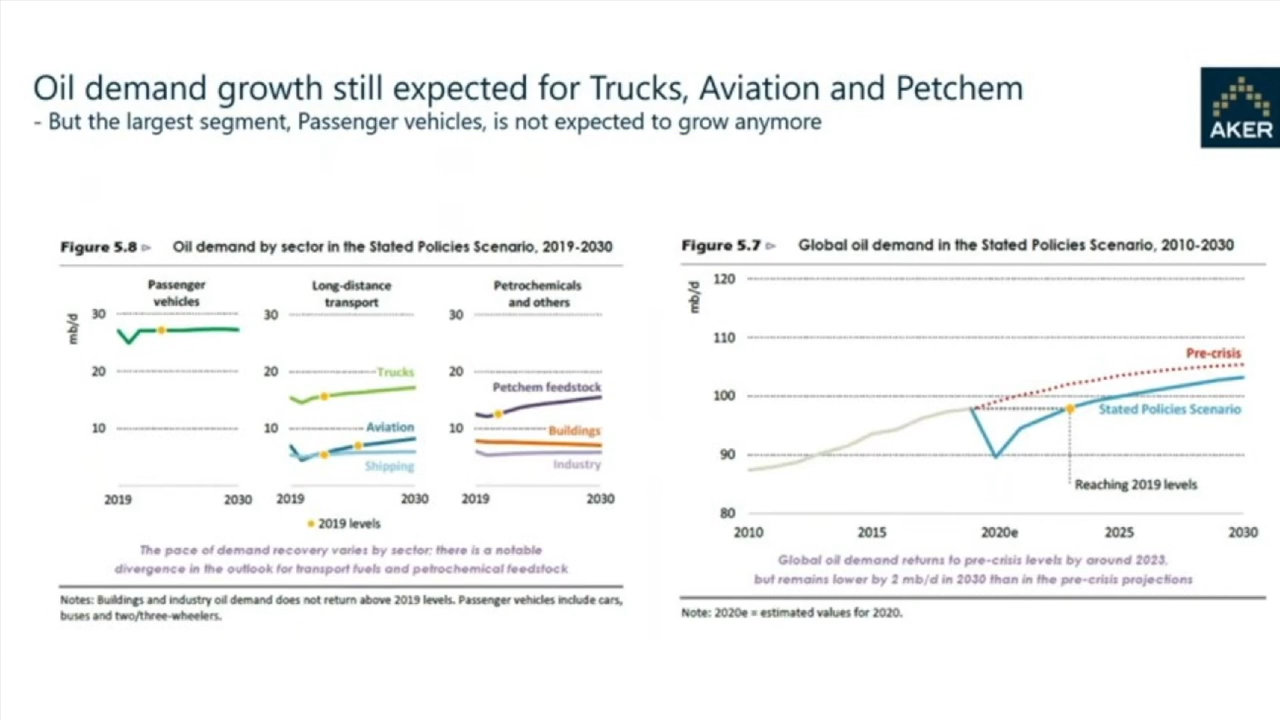 Oil demand growth still expected for Trucks, Aviation and Petchem
- But the largest segment, Passenger vehicles, is not expected to grow anymore
AKER
Figure 5.8 ▻ Oil demand by sector in the Stated Policies Scenario, 2019-2030
Passenger
vehicles
Long-distance
transport
Petrochemicals
and others
mb/d
30
20
10
2019
2030
30
20
10
Trucks
Aviation
Shipping
2019
2030
30
20
10
Petchem feedstock
Buildings
Industry
2019
2030
2019 levels
The pace of demand recovery varies by sector; there is a notable
divergence in the outlook for transport fuels and petrochemical feedstock
Notes: Buildings and industry oil demand does not return above 2019 levels. Passenger vehicles include cars,
buses and two/three-wheelers.
Figure 5.7 ▻ Global oil demand in the Stated Policies Scenario, 2010-2030
mb/d
120
110
100
90
80
Pre-crisis
Stated Policies Scenario
Reaching 2019 levels
2010
2015
2020e
2025
2030
Global oil demand returns to pre-crisis levels by around 2023,
but remains lower by 2 mb/d in 2030 than in the pre-crisis projections
Note: 2020e = estimated values for 2020.